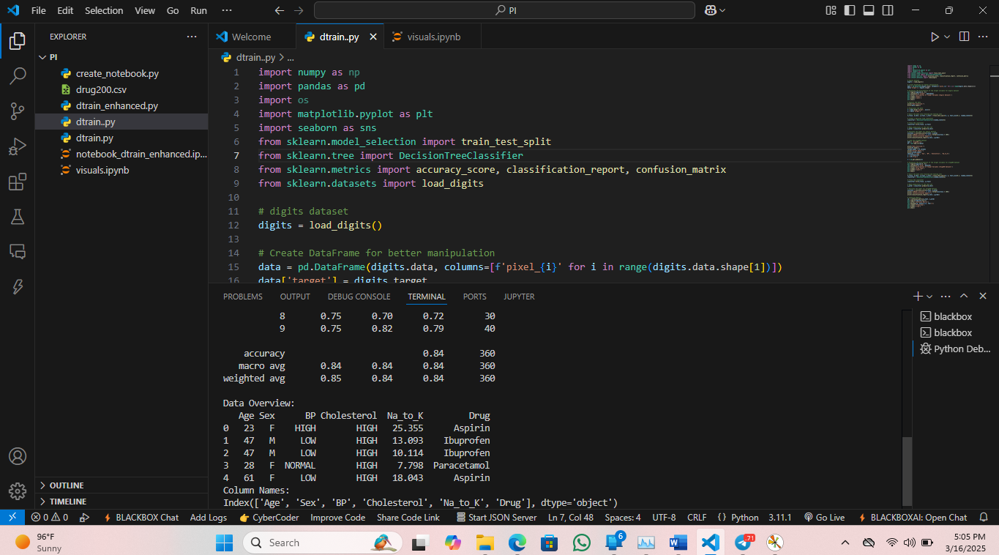 File Edit Selection View Go Run ··· PI
EXPLORER ···
Welcome dtrain..py visuals.ipynb
PI
create_notebook.py
drug200.csv
dtrain_enhanced.py
dtrain..py
dtrain.py
notebook_dtrain_enhanced.ip...
visuals.ipynb
OUTLINE
TIMELINE
dtrain..py > ...
1 import numpy as np
2 import pandas as pd
3 import os
4 import matplotlib.pyplot as plt
5 import seaborn as sns
6 from sklearn.model_selection import train_test_split
7 from sklearn.tree import DecisionTreeClassifier
8 from sklearn.metrics import accuracy_score, classification_report, confusion_matrix
9 from sklearn.datasets import load_digits
10
11 # digits dataset
12 digits = load_digits()
13
14 # Create DataFrame for better manipulation
15 data = pd.DataFrame(digits.data, columns=[f'pixel_{i}' for i in range(digits.data.shape[1])])
16 data['target'] = digits.target
PROBLEMS OUTPUT DEBUG CONSOLE TERMINAL PORTS JUPYTER
8 0.75 0.70 0.72 30
9 0.75 0.82 0.79 40
accuracy 0.84 360
macro avg 0.84 0.84 0.84 360
weighted avg 0.85 0.84 0.84 360
Data Overview:
Age Sex BP Cholesterol Na_to_K Drug
0 23 F HIGH HIGH 25.355 Aspirin
1 47 M LOW HIGH 13.093 Ibuprofen
2 47 M LOW HIGH 10.114 Ibuprofen
3 28 F NORMAL HIGH 7.798 Paracetamol
4 61 F LOW HIGH 18.043 Aspirin
Column Names:
Index(['Age', 'Sex', 'BP', 'Cholesterol', 'Na_to_K', 'Drug'], dtype='object')
blackbox
blackbox
Python Deb...
0 0 BLACKBOX Chat Add Logs CyberCoder Improve Code Share Code Link Start JSON Server Ln 7, Col 48 Spaces: 4 UTF-8 CRLF {} Python 3.11.1 Go Live BLACKBOXAI: Open Chat
96°F
Sunny
Search
6
71
5:05 PM
3/16/2025